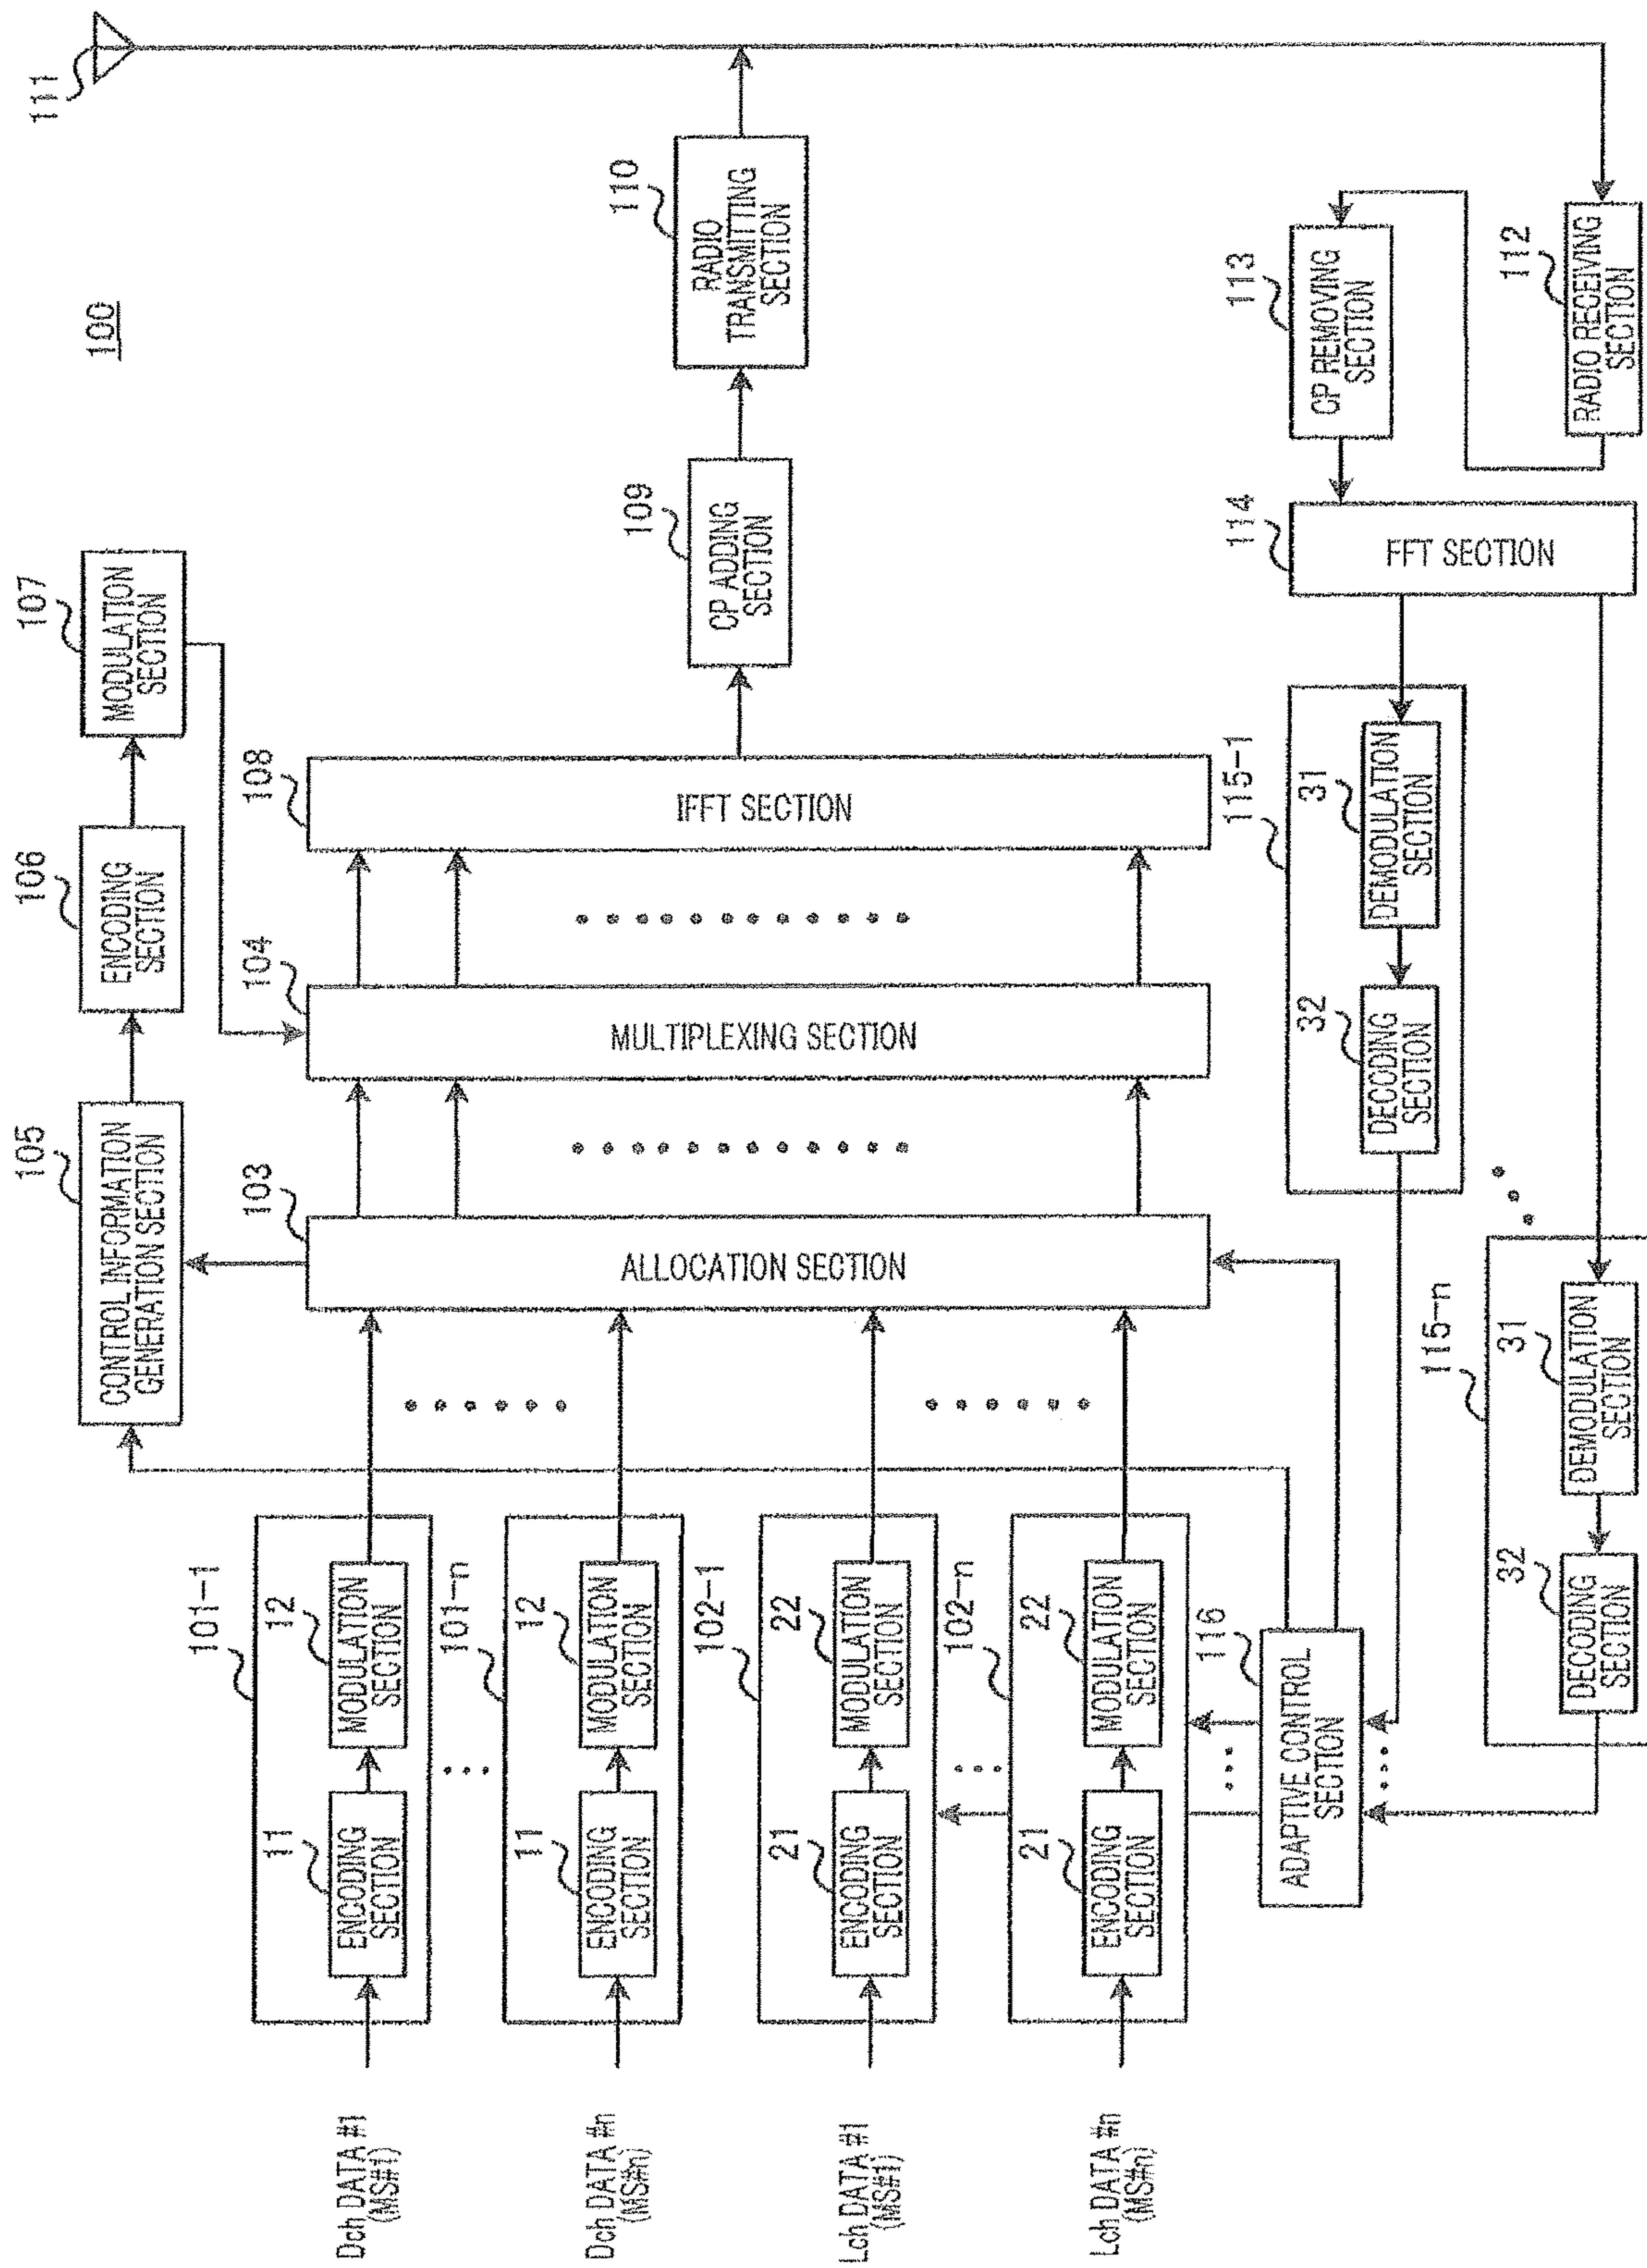 100
111
105
CONTROL INFORMATION
GENERATION SECTION
106
ENCODING
SECTION
107
MODULATION
SECTION
Dch DATA #1
(MS#1)
101-1
11
ENCODING
SECTION
12
MODULATION
SECTION
Dch DATA #n
(MS#n)
101-n
11
ENCODING
SECTION
12
MODULATION
SECTION
Lch DATA #1
(MS#1)
102-1
21
ENCODING
SECTION
22
MODULATION
SECTION
Lch DATA #n
(MS#n)
102-n
21
ENCODING
SECTION
22
MODULATION
SECTION
103
ALLOCATION SECTION
104
MULTIPLEXING SECTION
108
IFFT SECTION
109
CP ADDING
SECTION
110
RADIO
TRANSMITTING
SECTION
116
ADAPTIVE CONTROL
SECTION
115-1
32
DECODING
SECTION
31
DEMODULATION
SECTION
114
FFT SECTION
113
CP REMOVING
SECTION
112
RADIO RECEIVING
SECTION
115-n
32
DECODING
SECTION
31
DEMODULATION
SECTION